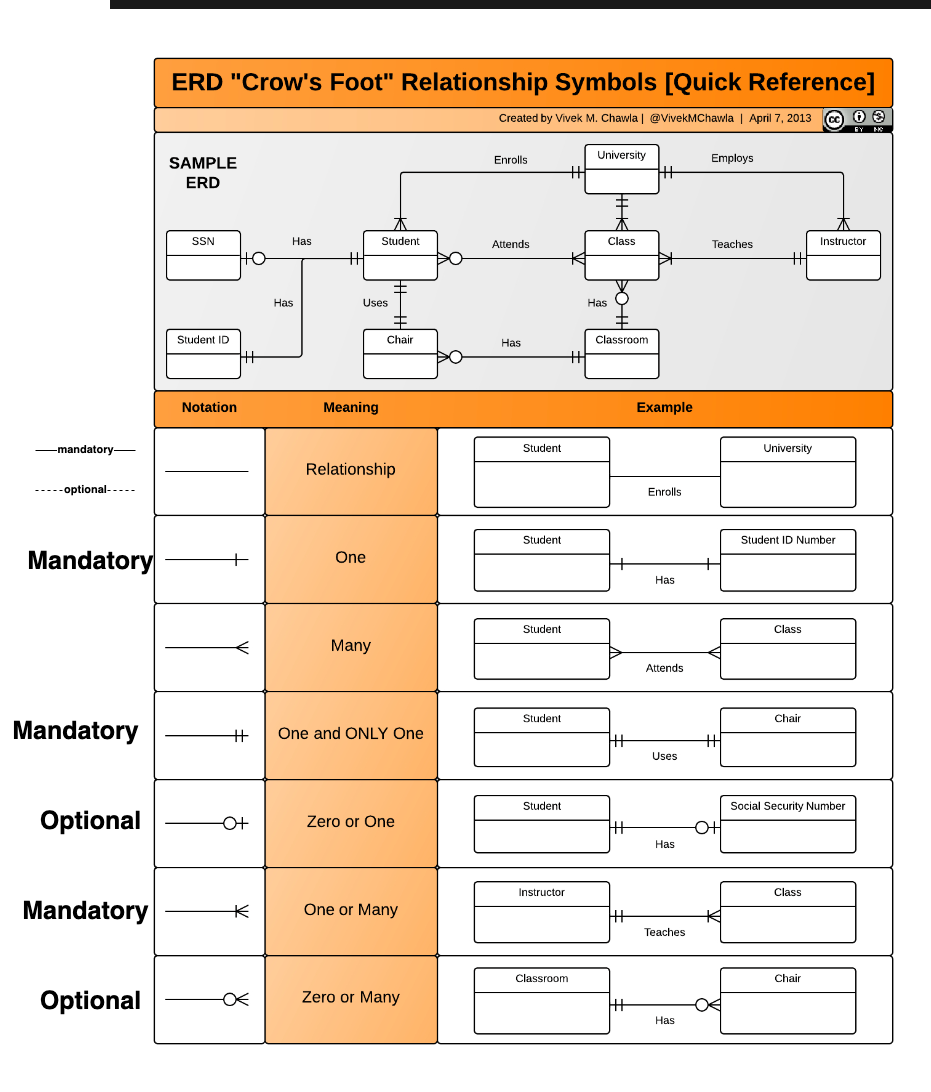 ERD "Crow's Foot" Relationship Symbols [Quick Reference]
Created by Vivek M. Chawla | @VivekMChawla | April 7, 2013
cc
BY NC
SAMPLE
ERD
Enrolls
University
Employs
SSN
Has
Student
Attends
Class
Teaches
Instructor
Has
Uses
Has
Student ID
Chair
Has
Classroom
Notation Meaning Example
mandatory
optional
Relationship
Student
University
Enrolls
Mandatory
One
Student
Student ID Number
Has
Many
Student
Class
Attends
Mandatory
One and ONLY One
Student
Chair
Uses
Optional
Zero or One
Student
Social Security Number
Has
Mandatory
One or Many
Instructor
Class
Teaches
Optional
Zero or Many
Classroom
Chair
Has